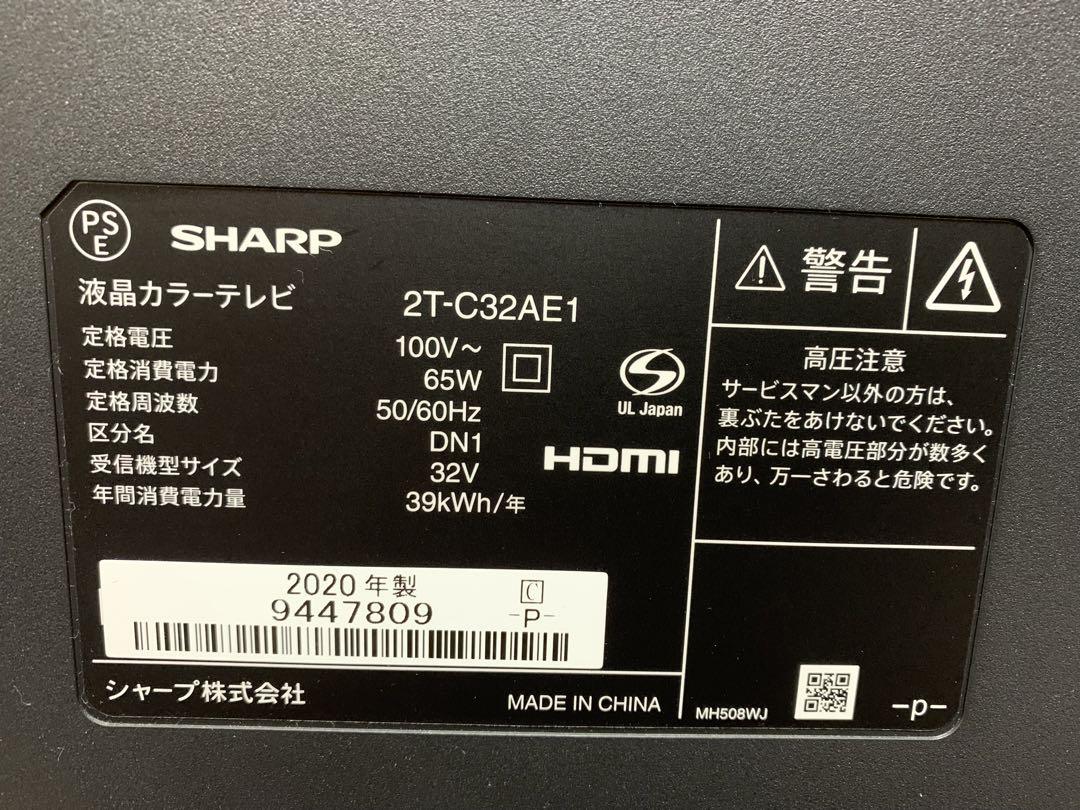 PS
E
SHARP
液晶カラーテレビ 2T-C32AE1
定格電圧 100V～
定格消費電力 65W
定格周波数 50/60Hz
区分名 DN1
受信機型サイズ 32V
年間消費電力量 39kWh/年
UL Japan
HDMI
2020年製 C
9447809 -P-
シャープ株式会社 MADE IN CHINA
警告
高圧注意
サービスマン以外の方は、
裏ぶたをあけないでください。
内部には高電圧部分が数多く
あり、万一さわると危険です。
MH508WJ -p-